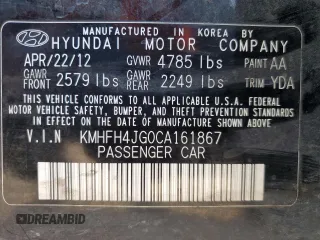 MANUFACTURED IN KOREA BY
HYUNDAI MOTOR COMPANY
APR/22/12 GVWR 4785 lbs PAINT AA
GAWR FRONT 2579 lbs GAWR REAR 2249 lbs TRIM YDA
THIS VEHICLE CONFORMS TO ALL APPLICABLE U.S.A. FEDERAL
MOTOR VEHICLE SAFETY, BUMPER, AND THEFT PREVENTION STANDARDS
IN EFFECT ON THE DATE OF MANUFACTURE SHOWN ABOVE.
V.I.N KMHFH4JG0CA161867
PASSENGER CAR
DREAMBID